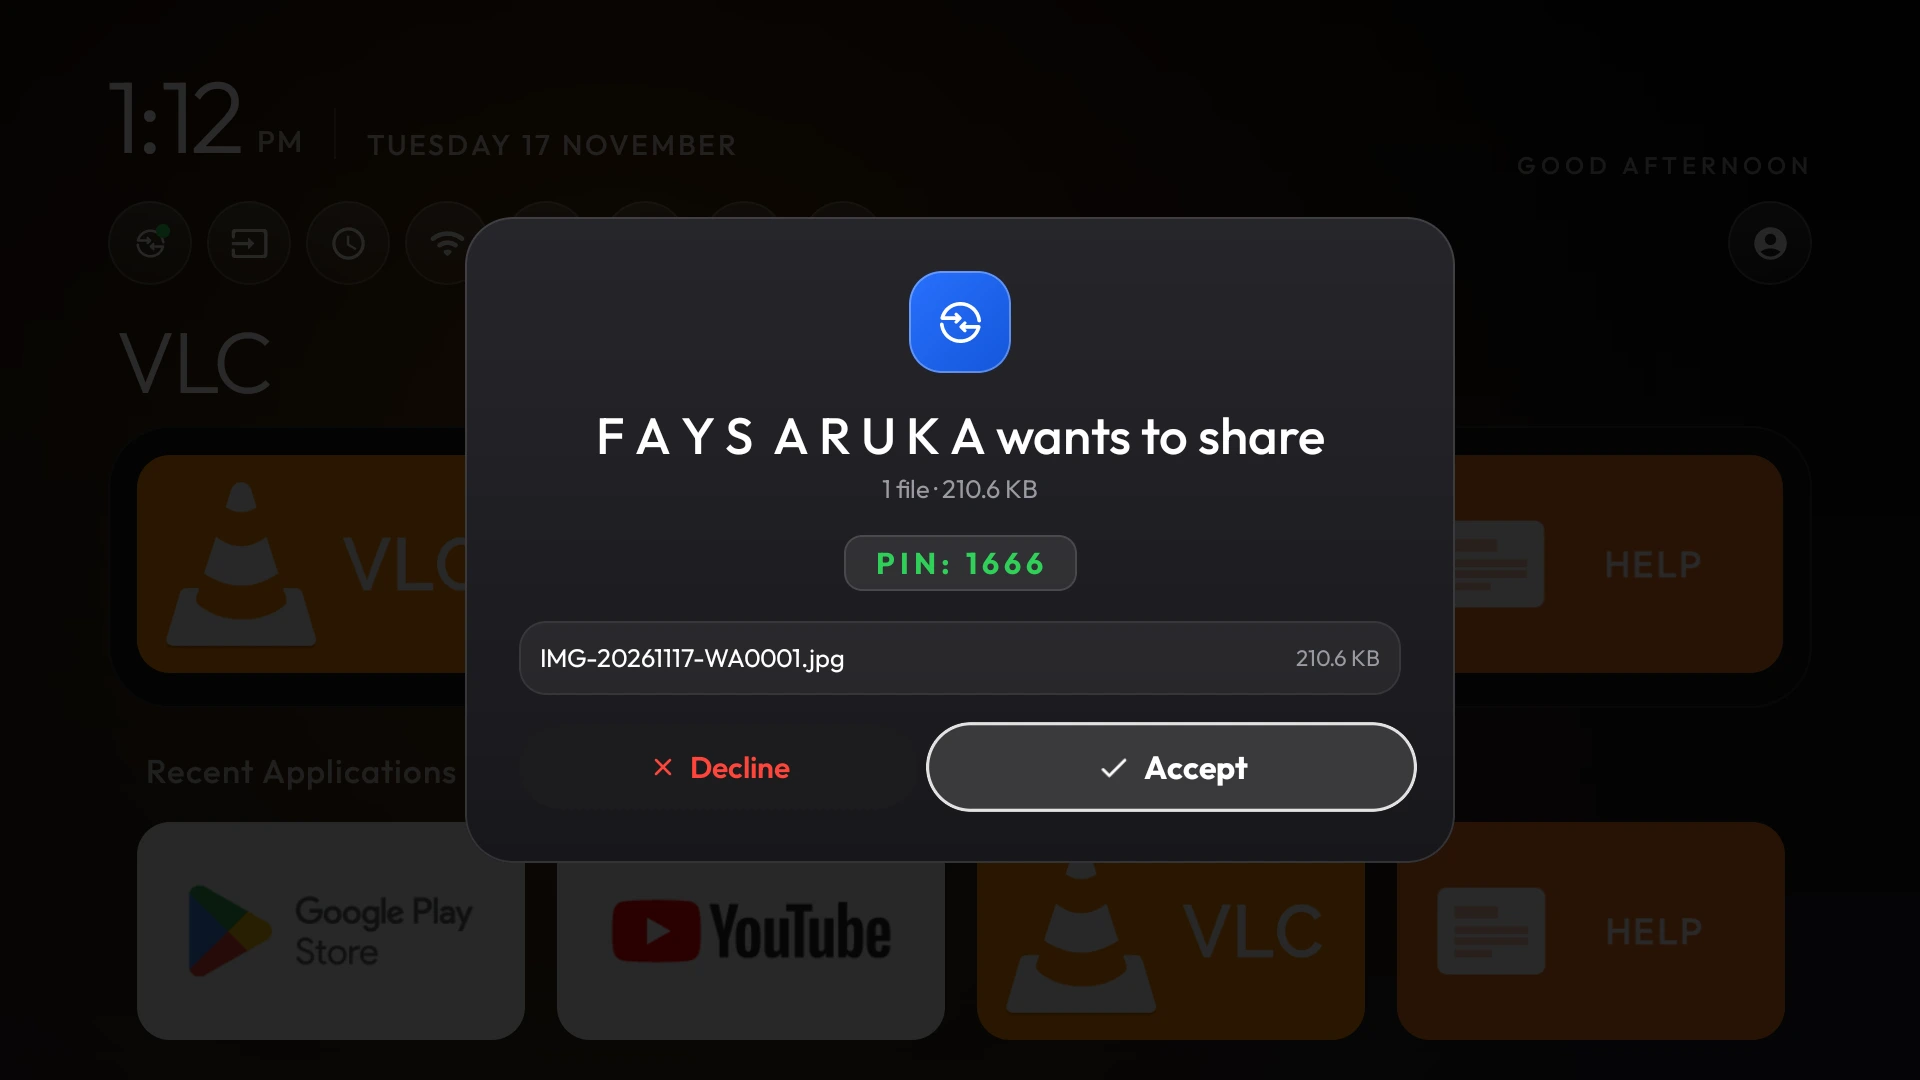 1:12 PM
TUESDAY 17 NOVEMBER
GOOD AFTERNOON
VLC
F A Y S A R U K A wants to share
1 file · 210.6 KB
PIN: 1666
IMG-20261117-WA0001.jpg 210.6 KB
Decline
Accept
VLC
HELP
Recent Applications
Google Play
Store
YouTube
VLC
HELP